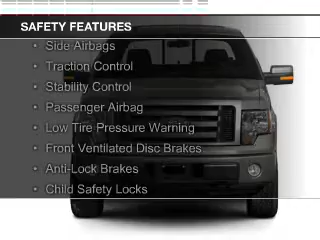 SAFETY FEATURES
• Side Airbags
• Traction Control
• Stability Control
• Passenger Airbag
• Low Tire Pressure Warning
• Front Ventilated Disc Brakes
• Anti-Lock Brakes
• Child Safety Locks